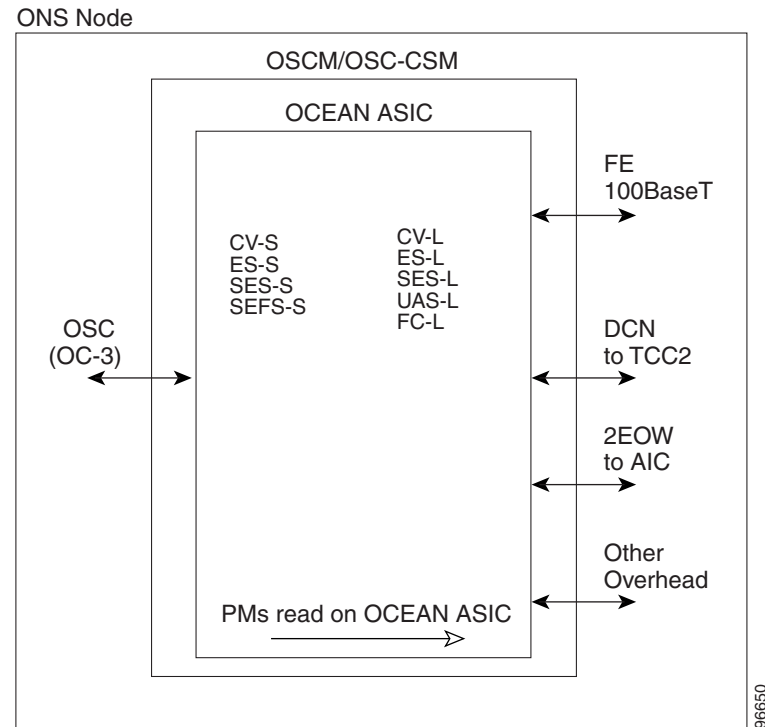 ONS Node
OSCM/OSC-CSM
OCEAN ASIC
FE
100BaseT
CV-S
ES-S
SES-S
SEFS-S
CV-L
ES-L
SES-L
UAS-L
FC-L
OSC
(OC-3)
DCN
to TCC2
2EOW
to AIC
Other
Overhead
PMs read on OCEAN ASIC
96650